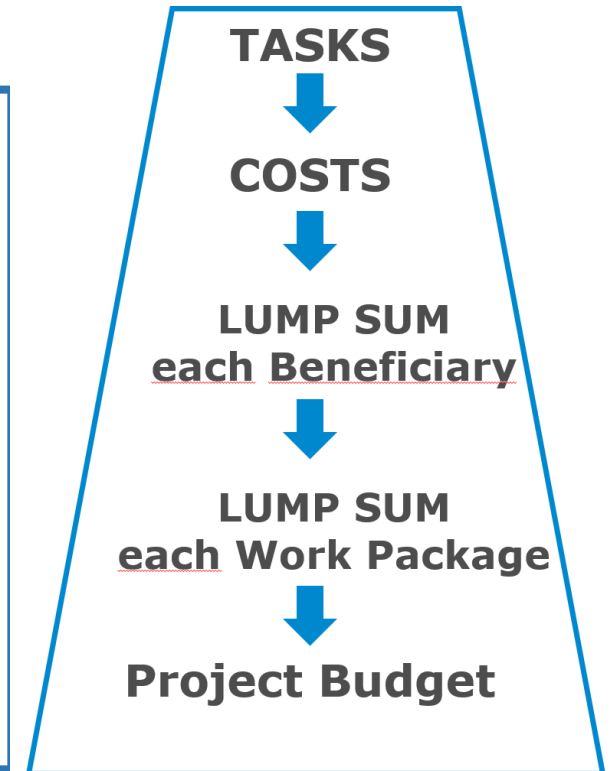 TASKS
COSTS
LUMP SUM
each Beneficiary
LUMP SUM
each Work Package
Project Budget